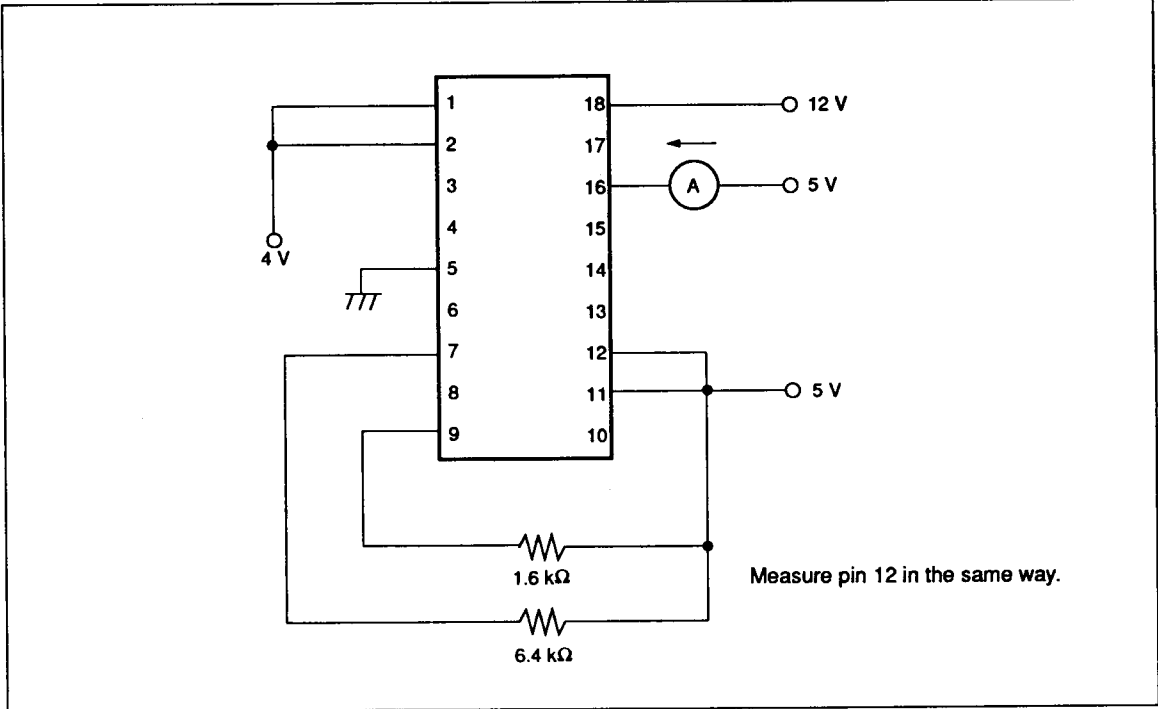 1 18 12 V
2 17
3 16 A 5 V
4 15
4 V
5 14
6 13
7 12
8 11 5 V
9 10
1.6 kΩ
Measure pin 12 in the same way.
6.4 kΩ